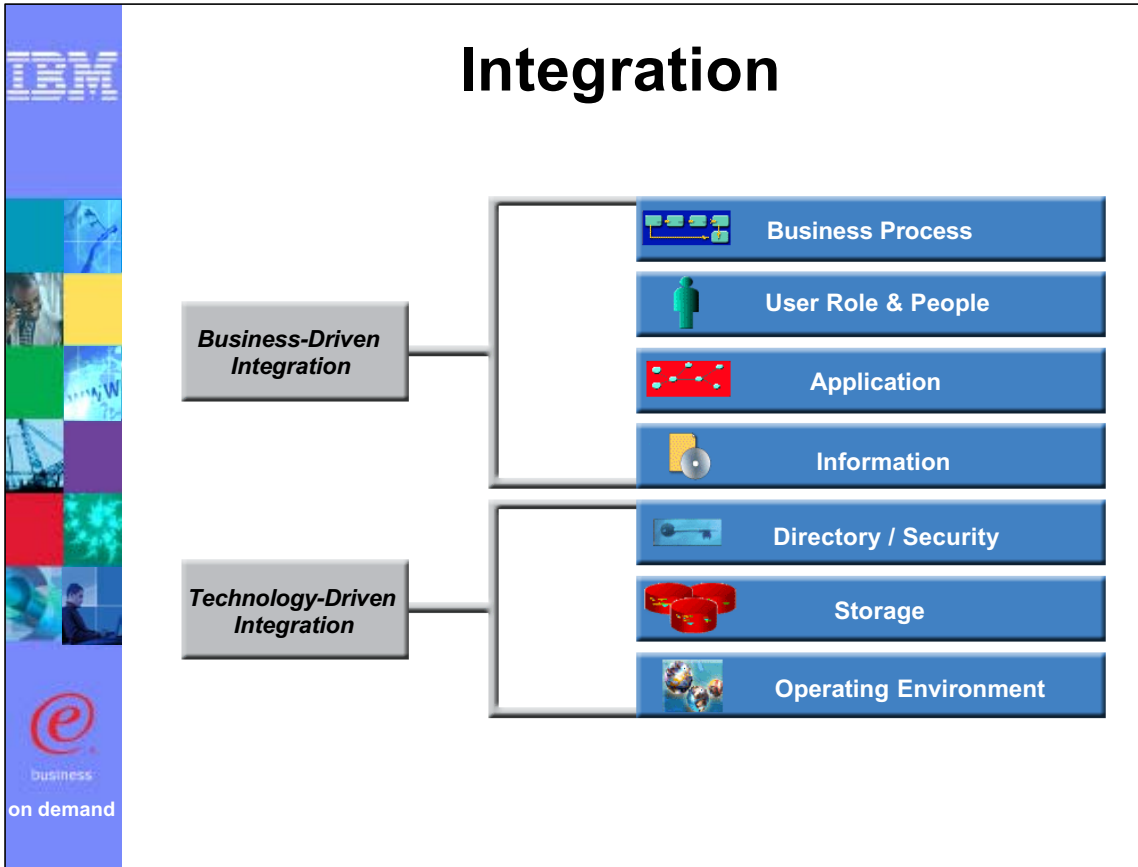 IBM
Integration
Business Process
User Role & People
Business-Driven
Integration
Application
Information
Directory / Security
Technology-Driven
Integration
Storage
Operating Environment
e
business
on demand